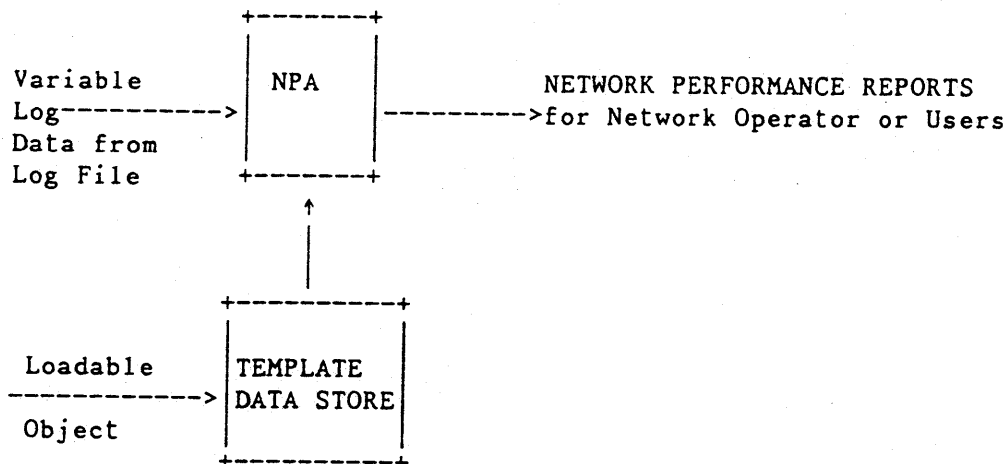 Variable
Log
Data from
Log File
NPA
NETWORK PERFORMANCE REPORTS
for Network Operator or Users
Loadable
Object
TEMPLATE
DATA STORE